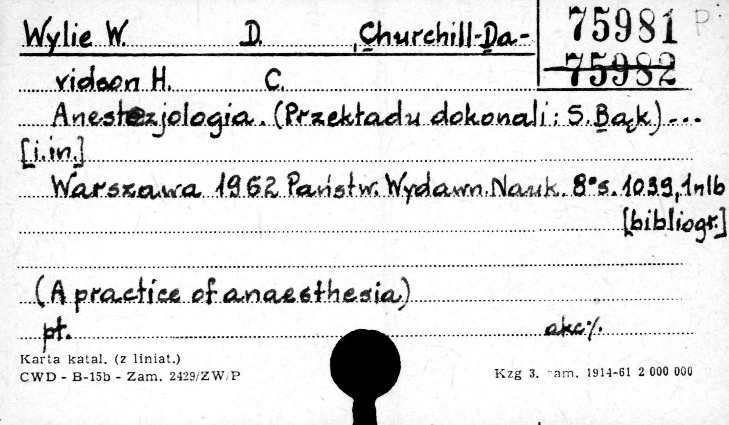 75981 P
Wylie W. D. , Churchill-Da-
75982
vidson H. C.
Anestezjologia. (Przekładu dokonali: S. Bąk) ---
[i.in.]
Warszawa 1962 Państw. Wydawn. Nauk. 8° s. 1039, 1nlb
[bibliogr.]
(A practice of anaesthesia)
pł. akc%.
Karta katal. (z liniat.)
CWD - B-15b - Zam. 2429/ZW/P
Kzg 3. am. 1914-61 2 000 000